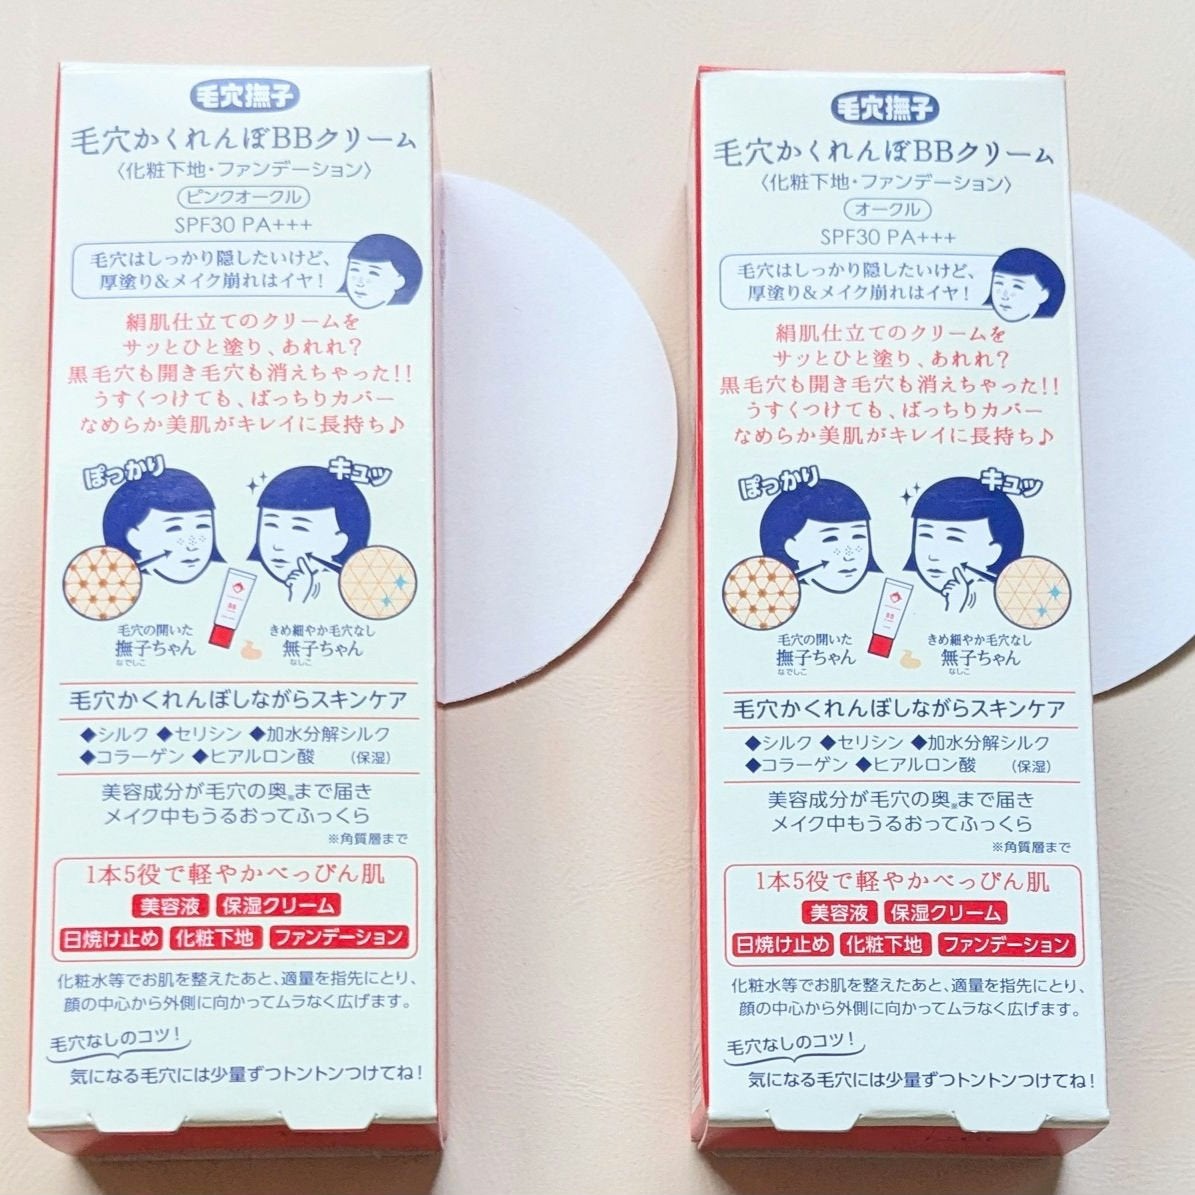 毛穴撫子
毛穴かくれんぼBBクリーム
〈化粧下地・ファンデーション〉
ピンクオークル
SPF30 PA+++
毛穴はしっかり隠したいけど、
厚塗り&メイク崩れはイヤ!
絹肌仕立てのクリームを
サッとひと塗り、あれれ?
黒毛穴も開き毛穴も消えちゃった!!
うすくつけても、ばっちりカバー
なめらか美肌がキレイに長持ち♪
ぽっかり
キュッ
毛穴の開いた
撫子ちゃん
なでしこ
きめ細やか毛穴なし
無子ちゃん
なしこ
BB
毛穴かくれんぼしながらスキンケア
◆シルク ◆セリシン ◆加水分解シルク
◆コラーゲン ◆ヒアルロン酸 (保湿)
美容成分が毛穴の奥※まで届き
メイク中もうるおってふっくら
※角質層まで
1本5役で軽やかべっぴん肌
美容液 保湿クリーム
日焼け止め 化粧下地 ファンデーション
化粧水等でお肌を整えたあと、適量を指先にとり、
顔の中心から外側に向かってムラなく広げます。
毛穴なしのコツ!
気になる毛穴には少量ずつトントンつけてね!
毛穴撫子
毛穴かくれんぼBBクリーム
〈化粧下地・ファンデーション〉
オークル
SPF30 PA+++
毛穴はしっかり隠したいけど、
厚塗り&メイク崩れはイヤ!
絹肌仕立てのクリームを
サッとひと塗り、あれれ?
黒毛穴も開き毛穴も消えちゃった!!
うすくつけても、ばっちりカバー
なめらか美肌がキレイに長持ち♪
ぽっかり
キュッ
毛穴の開いた
撫子ちゃん
なでしこ
きめ細やか毛穴なし
無子ちゃん
なしこ
BB
毛穴かくれんぼしながらスキンケア
◆シルク ◆セリシン ◆加水分解シルク
◆コラーゲン ◆ヒアルロン酸 (保湿)
美容成分が毛穴の奥※まで届き
メイク中もうるおってふっくら
※角質層まで
1本5役で軽やかべっぴん肌
美容液 保湿クリーム
日焼け止め 化粧下地 ファンデーション
化粧水等でお肌を整えたあと、適量を指先にとり、
顔の中心から外側に向かってムラなく広げます。
毛穴なしのコツ!
気になる毛穴には少量ずつトントンつけてね!